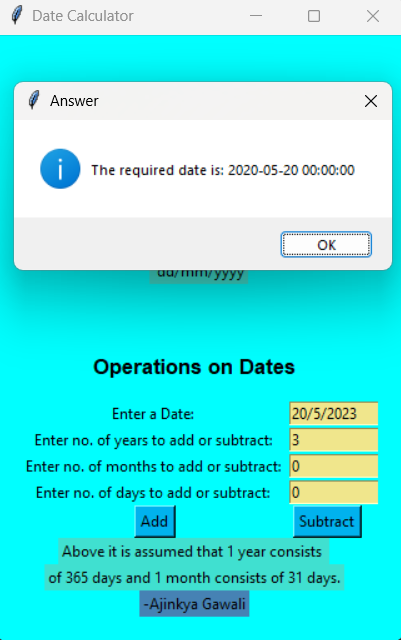 Date Calculator
Answer
The required date is: 2020-05-20 00:00:00
OK
dd/mm/yyyy
Operations on Dates
Enter a Date: 20/5/2023
Enter no. of years to add or subtract: 3
Enter no. of months to add or subtract: 0
Enter no. of days to add or subtract: 0
Add Subtract
Above it is assumed that 1 year consists
of 365 days and 1 month consists of 31 days.
-Ajinkya Gawali